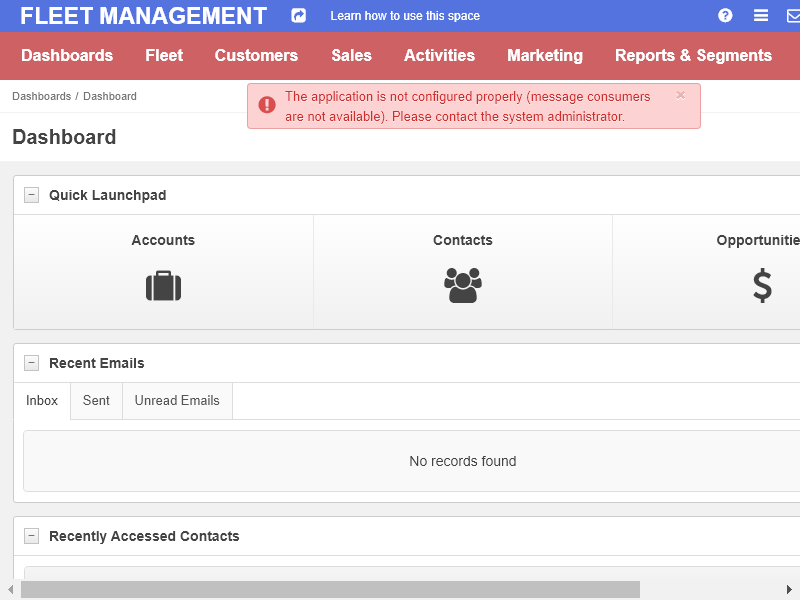 FLEET MANAGEMENT
Learn how to use this space
Dashboards
Fleet
Customers
Sales
Activities
Marketing
Reports & Segments
Dashboards / Dashboard
The application is not configured properly (message consumers
are not available). Please contact the system administrator.
×
Dashboard
Quick Launchpad
Accounts
Contacts
Opportunitie
Recent Emails
Inbox
Sent
Unread Emails
No records found
Recently Accessed Contacts